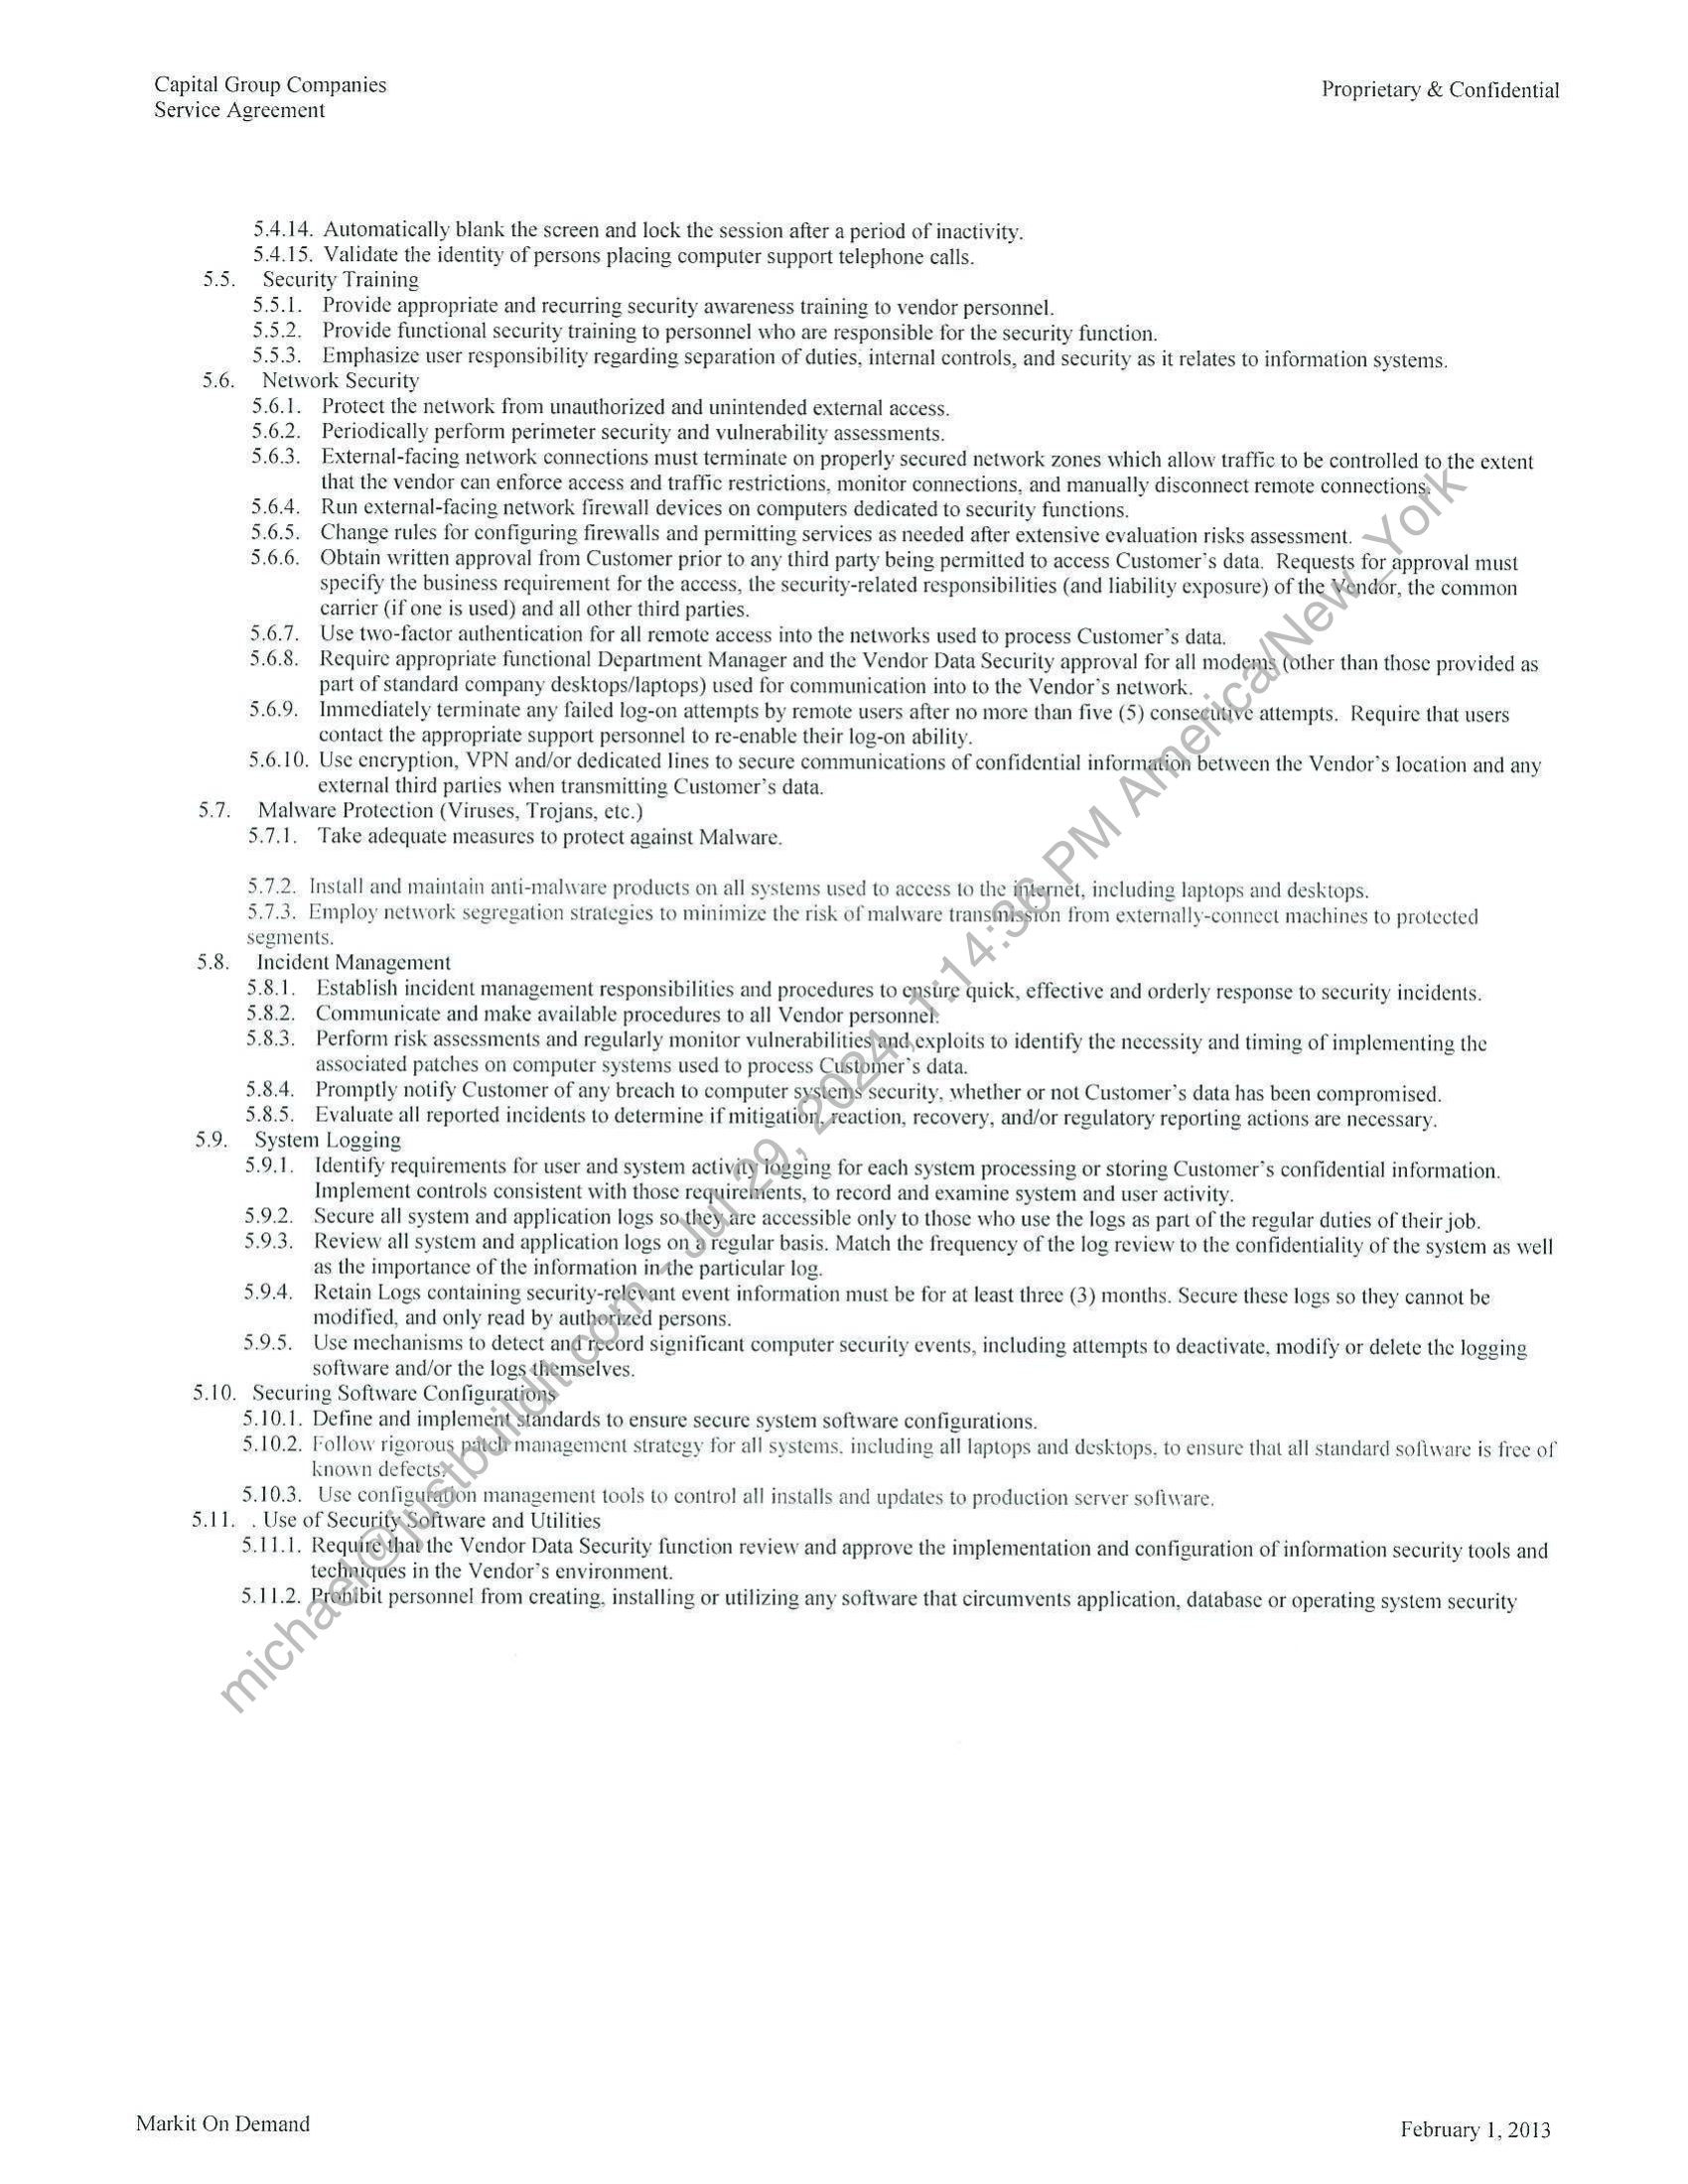 Capital Group Companies
Service Agreement
Proprietary & Confidential
5.4.14. Automatically blank the screen and lock the session after a period of inactivity.
5.4.15. Validate the identity of persons placing computer support telephone calls.
5.5. Security Training
5.5.1. Provide appropriate and recurring security awareness training to vendor personnel.
5.5.2. Provide functional security training to personnel who are responsible for the security function.
5.5.3. Emphasize user responsibility regarding separation of duties, internal controls, and security as it relates to information systems.
5.6. Network Security
5.6.1. Protect the network from unauthorized and unintended external access.
5.6.2. Periodically perform perimeter security and vulnerability assessments.
5.6.3. External-facing network connections must terminate on properly secured network zones which allow traffic to be controlled to the extent
that the vendor can enforce access and traffic restrictions, monitor connections, and manually disconnect remote connections.
5.6.4. Run external-facing network firewall devices on computers dedicated to security functions.
5.6.5. Change rules for configuring firewalls and permitting services as needed after extensive evaluation risks assessment.
5.6.6. Obtain written approval from Customer prior to any third party being permitted to access Customer's data. Requests for approval must
specify the business requirement for the access, the security-related responsibilities (and liability exposure) of the Vendor, the common
carrier (if one is used) and all other third parties.
5.6.7. Use two-factor authentication for all remote access into the networks used to process Customer's data.
5.6.8. Require appropriate functional Department Manager and the Vendor Data Security approval for all modems (other than those provided as
part of standard company desktops/laptops) used for communication into to the Vendor's network.
5.6.9. Immediately terminate any failed log-on attempts by remote users after no more than five (5) consecutive attempts. Require that users
contact the appropriate support personnel to re-enable their log-on ability.
5.6.10. Use encryption, VPN and/or dedicated lines to secure communications of confidential information between the Vendor's location and any
external third parties when transmitting Customer's data.
5.7. Malware Protection (Viruses, Trojans, etc.)
5.7.1. Take adequate measures to protect against Malware.
5.7.2. Install and maintain anti-malware products on all systems used to access to the internet, including laptops and desktops.
5.7.3. Employ network segregation strategies to minimize the risk of malware transmission from externally-connect machines to protected
segments.
5.8. Incident Management
5.8.1. Establish incident management responsibilities and procedures to ensure quick, effective and orderly response to security incidents.
5.8.2. Communicate and make available procedures to all Vendor personnel.
5.8.3. Perform risk assessments and regularly monitor vulnerabilities and exploits to identify the necessity and timing of implementing the
associated patches on computer systems used to process Customer's data.
5.8.4. Promptly notify Customer of any breach to computer systems security, whether or not Customer's data has been compromised.
5.8.5. Evaluate all reported incidents to determine if mitigation, reaction, recovery, and/or regulatory reporting actions are necessary.
5.9. System Logging
5.9.1. Identify requirements for user and system activity logging for each system processing or storing Customer's confidential information.
Implement controls consistent with those requirements, to record and examine system and user activity.
5.9.2. Secure all system and application logs so they are accessible only to those who use the logs as part of the regular duties of their job.
5.9.3. Review all system and application logs on a regular basis. Match the frequency of the log review to the confidentiality of the system as well
as the importance of the information in the particular log.
5.9.4. Retain Logs containing security-relevant event information must be for at least three (3) months. Secure these logs so they cannot be
modified, and only read by authorized persons.
5.9.5. Use mechanisms to detect and record significant computer security events, including attempts to deactivate, modify or delete the logging
software and/or the logs themselves.
5.10. Securing Software Configurations
5.10.1. Define and implement standards to ensure secure system software configurations.
5.10.2. Follow rigorous patch management strategy for all systems, including all laptops and desktops, to ensure that all standard software is free of
known defects.
5.10.3. Use configuration management tools to control all installs and updates to production server software.
5.11. . Use of Security Software and Utilities
5.11.1. Require that the Vendor Data Security function review and approve the implementation and configuration of information security tools and
techniques in the Vendor's environment.
5.11.2. Prohibit personnel from creating, installing or utilizing any software that circumvents application, database or operating system security
michael@justbuildit.com - Jul 29, 2024, 1:14:36 PM America/New_York
Markit On Demand
February 1, 2013